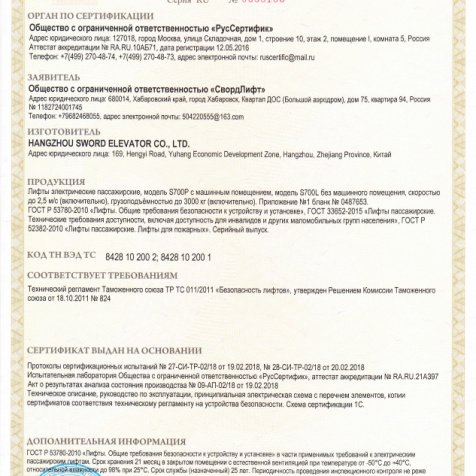 Серия RU № 0363106
ОРГАН ПО СЕРТИФИКАЦИИ
Общество с ограниченной ответственностью «РусСертифик»
Адрес юридического лица: 127018, город Москва, улица Складочная, дом 1, строение 10, этаж 2, помещение I, комната 5, Россия
Аттестат аккредитации № RA.RU.10АБ71, дата регистрации 12.05.2016
Телефон: +7(499) 270-48-74, +7(499) 270-48-73, адрес электронной почты: ruscertific@mail.ru
ЗАЯВИТЕЛЬ
Общество с ограниченной ответственностью «СвордЛифт»
Адрес юридического лица: 680014, Хабаровский край, город Хабаровск, Квартал ДОС (Большой аэродром), дом 75, квартира 94, Россия
№ 1182724001745
Телефон: +79682468055, адрес электронной почты: 504220555@163.com
ИЗГОТОВИТЕЛЬ
HANGZHOU SWORD ELEVATOR CO., LTD.
Адрес юридического лица: 169, Hengyi Road, Yuhang Economic Development Zone, Hangzhou, Zhejiang Province, Китай
ПРОДУКЦИЯ
Лифты электрические пассажирские, модель S700P с машинным помещением, модель S700L без машинного помещения, скоростью
до 2,5 м/с (включительно), грузоподъёмностью до 3000 кг (включительно). Приложение №1 бланк № 0487653.
ГОСТ Р 53780-2010 «Лифты. Общие требования безопасности к устройству и установке», ГОСТ 33652-2015 «Лифты пассажирские.
Технические требования доступности, включая доступность для инвалидов и других маломобильных групп населения», ГОСТ Р
52382-2010 «Лифты пассажирские. Лифты для пожарных». Серийный выпуск.
КОД ТН ВЭД ТС 8428 10 200 2; 8428 10 200 1
СООТВЕТСТВУЕТ ТРЕБОВАНИЯМ
Технический регламент Таможенного союза ТР ТС 011/2011 «Безопасность лифтов», утвержден Решением Комиссии Таможенного
союза от 18.10.2011 № 824
СЕРТИФИКАТ ВЫДАН НА ОСНОВАНИИ
Протоколы сертификационных испытаний № 27-СИ-ТР-02/18 от 19.02.2018, № 28-СИ-ТР-02/18 от 20.02.2018
Испытательная лаборатория Общества с ограниченной ответственностью «РусСертифик», аттестат аккредитации № RA.RU.21АЗ97
Акт о результатах анализа состояния производства № 09-АП-02/18 от 19.02.2018
Техническое описание, руководство по эксплуатации, принципиальная электрическая схема с перечнем элементов, копии
сертификатов соответствия техническому регламенту на устройства безопасности. Схема сертификации 1С.
ДОПОЛНИТЕЛЬНАЯ ИНФОРМАЦИЯ
ГОСТ Р 53780-2010 «Лифты. Общие требования безопасности к устройству и установке» в части применимых требований к электрическим
пассажирским лифтам. Срок хранения 21 месяц в закрытом помещении с естественной вентиляцией при температуре от -50°С до +40°С,
относительной влажности до 98% при 25°С. Срок службы (назначенный) 25 лет. Периодичность проведения инспекционного контроля не реже